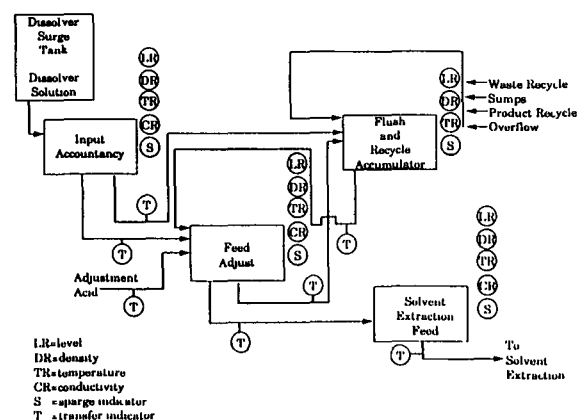 Dissolver
Surge
Tank
Dissolver
Solution
LR
DR
TR
CR
S
Input
Accountancy
T
T
LR
DR
TR
S
Waste Recycle
Sumps
Product Recycle
Overflow
Flush
and
Recycle
Accumulator
T
LR
DR
TR
CR
S
Feed
Adjust
Adjustment
Acid
T
T
T
LR
DR
TR
CR
S
Solvent
Extraction
Feed
T
To
Solvent
Extraction
LR=level
DR=density
TR=temperature
CR=conductivity
S =sparge indicator
T =transfer indicator